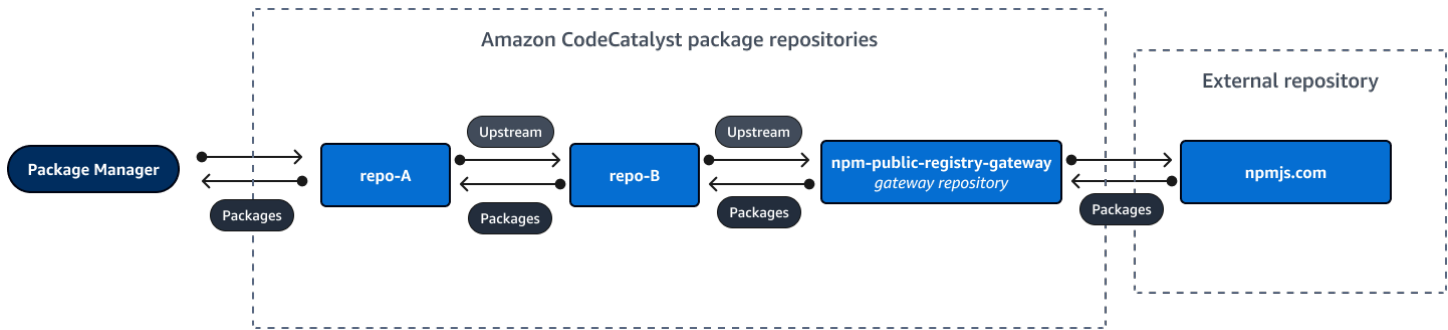 Amazon CodeCatalyst package repositories
External repository
Upstream
Upstream
Package Manager
repo-A
repo-B
npm-public-registry-gateway
gateway repository
npmjs.com
Packages
Packages
Packages
Packages